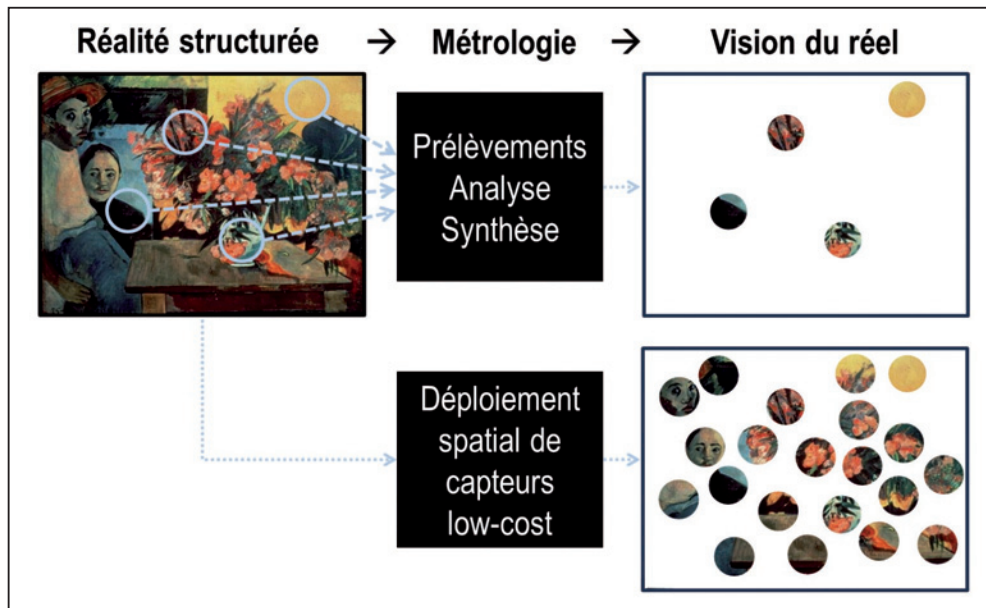 Réalité structurée → Métrologie → Vision du réel
Prélèvements
Analyse
Synthèse
Déploiement
spatial de
capteurs
low-cost